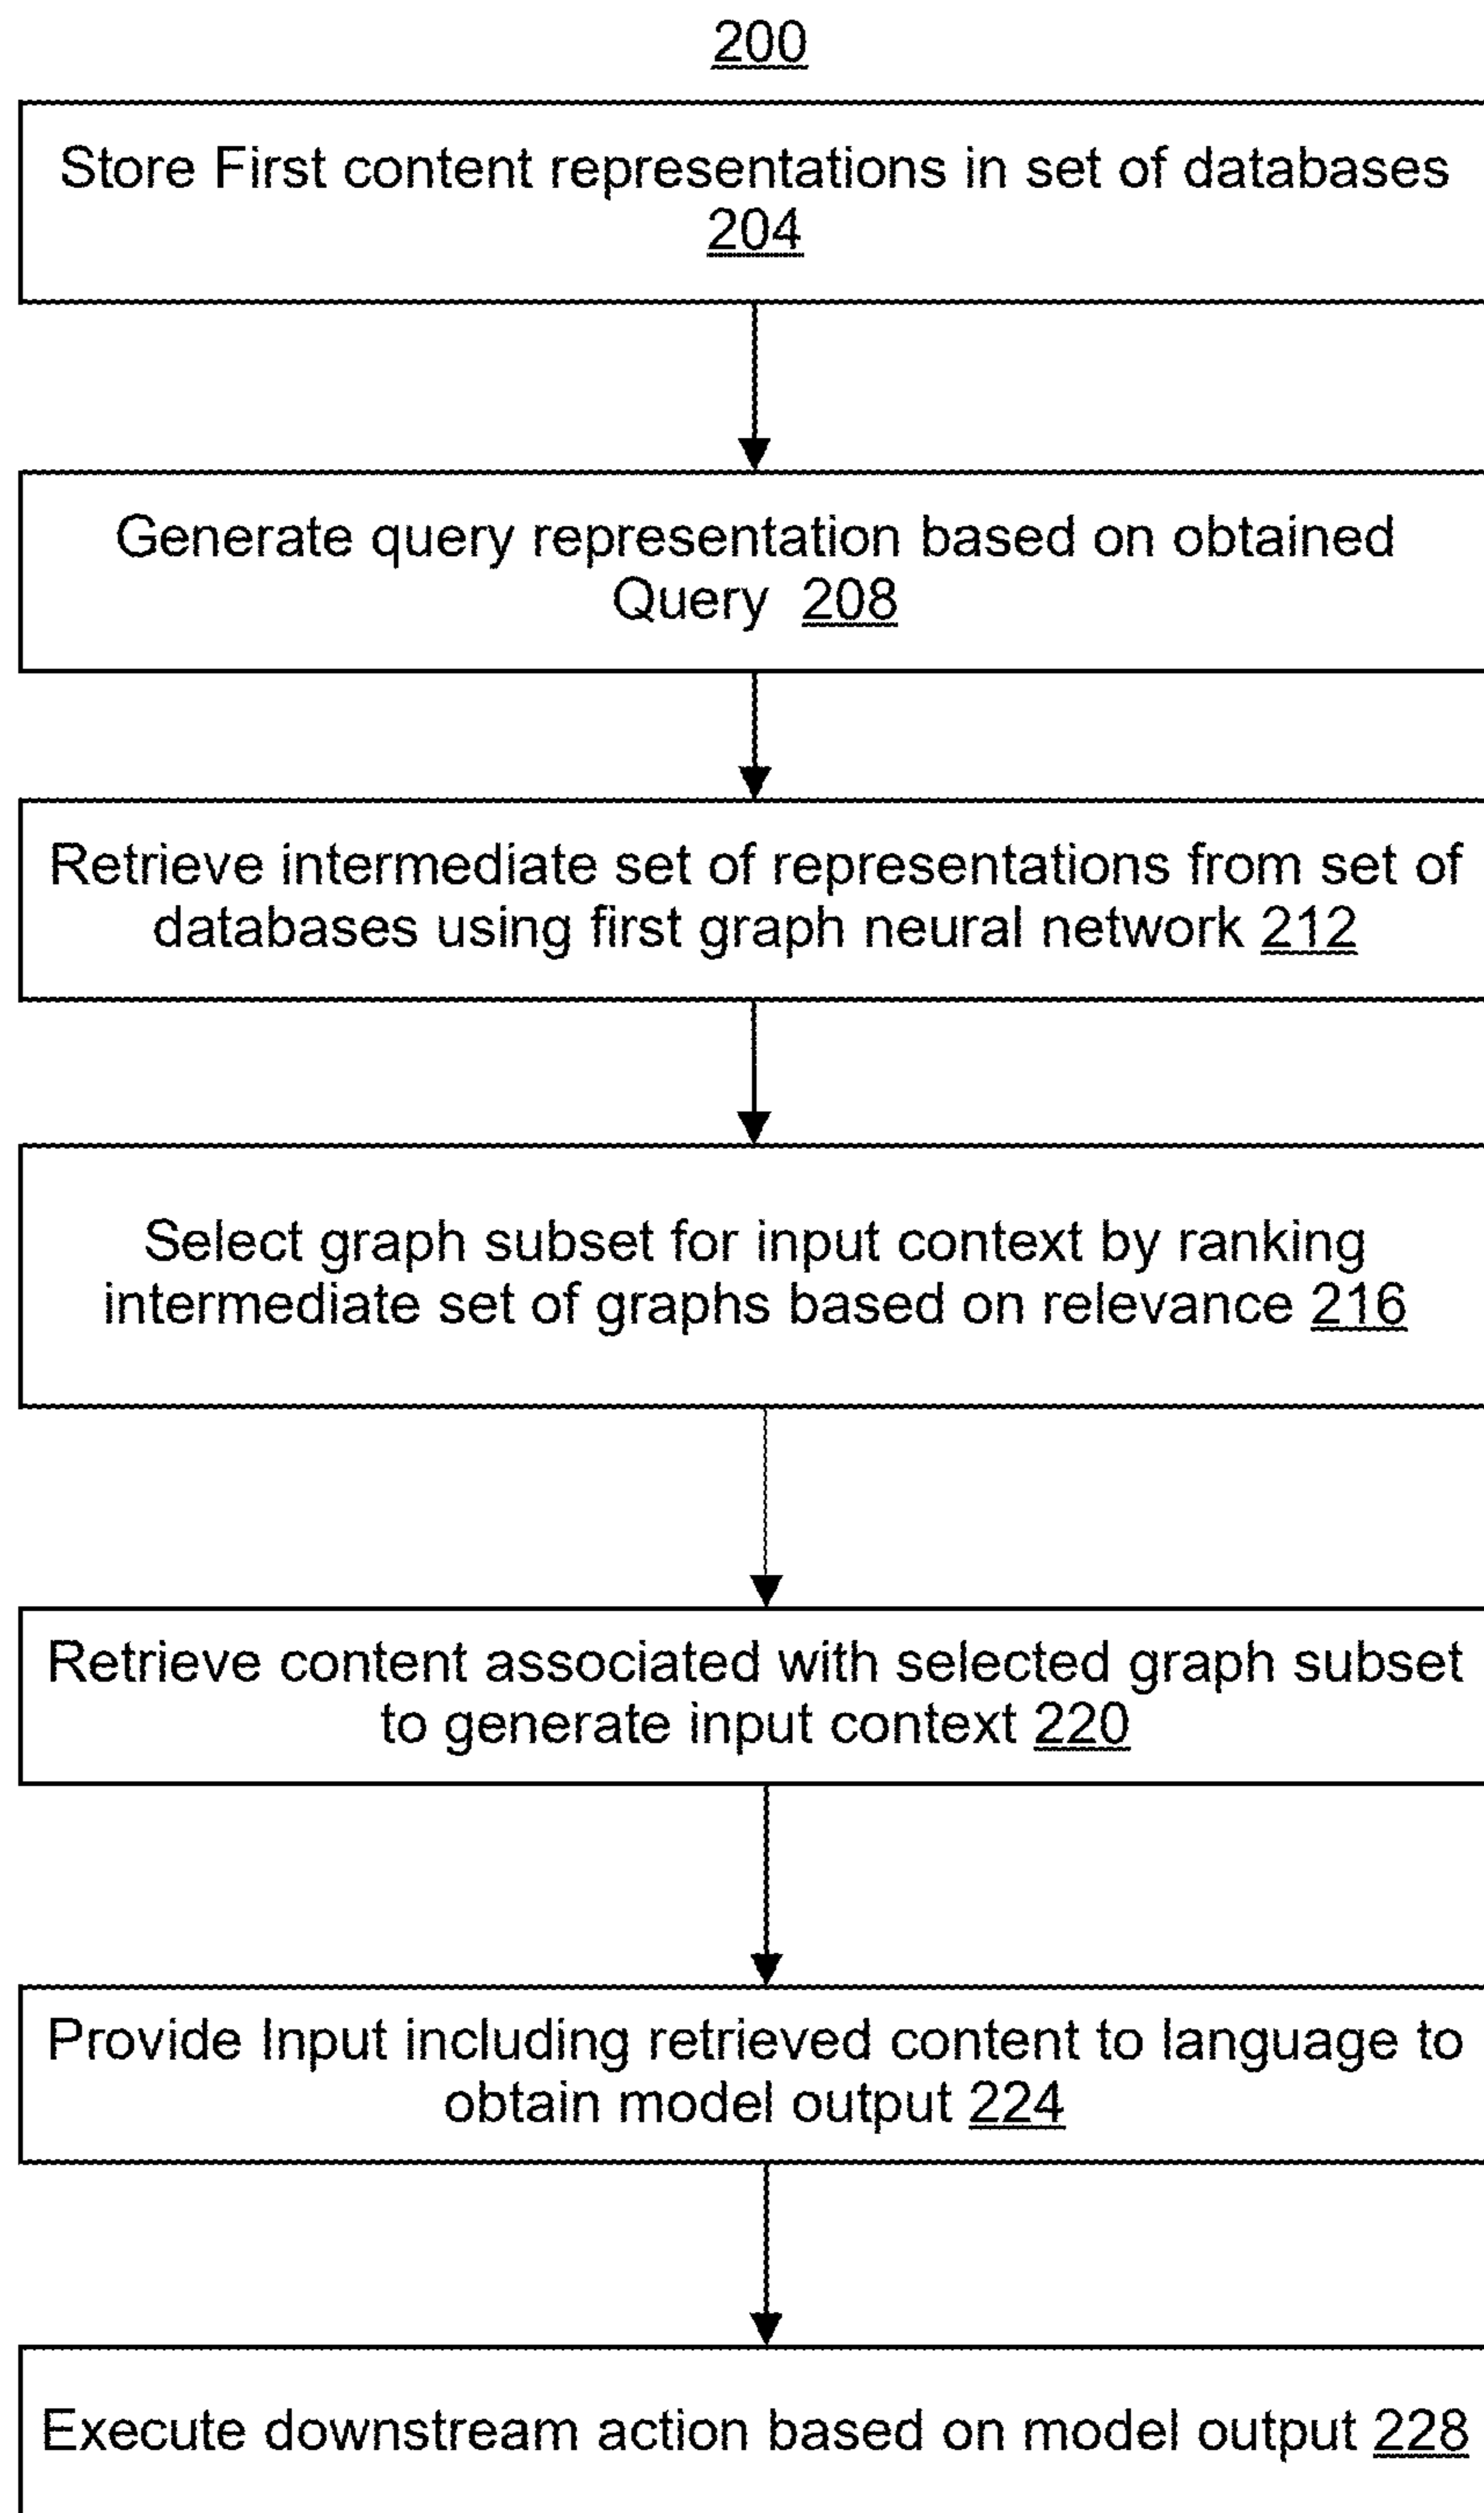 200
Store First content representations in set of databases
204
Generate query representation based on obtained
Query 208
Retrieve intermediate set of representations from set of
databases using first graph neural network 212
Select graph subset for input context by ranking
intermediate set of graphs based on relevance 216
Retrieve content associated with selected graph subset
to generate input context 220
Provide Input including retrieved content to language to
obtain model output 224
Execute downstream action based on model output 228